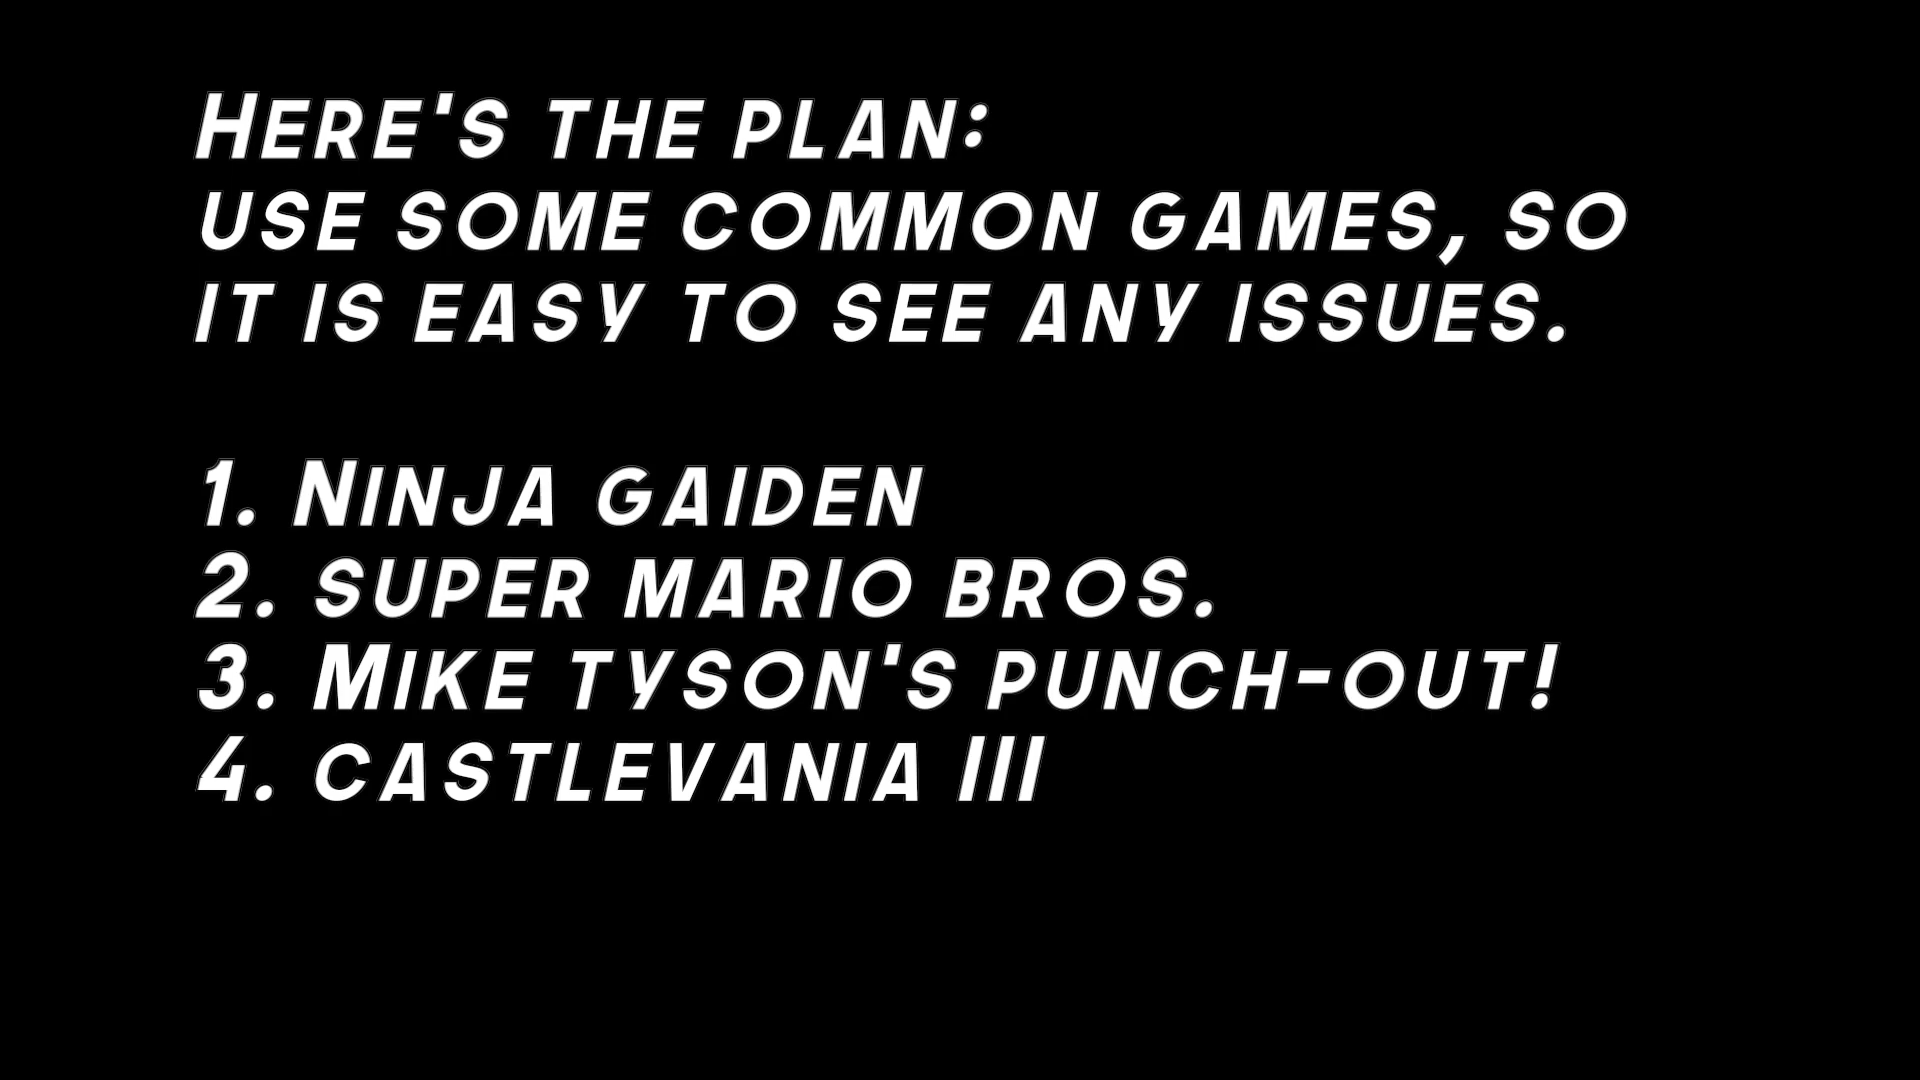 Here's the plan:
use some common games, so
it is easy to see any issues.
1. Ninja gaiden
2. super mario bros.
3. Mike tyson's punch-out!
4. castlevania III